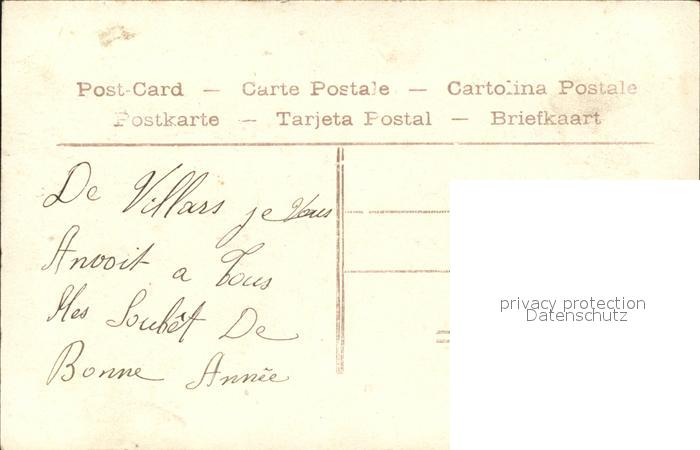 Post-Card — Carte Postale — Cartolina Postale
Postkarte — Tarjeta Postal — Briefkaart
De Villars je Vous
Anvoit a Tous
Mes Soubêt De
Bonne Année
privacy protection
Datenschutz